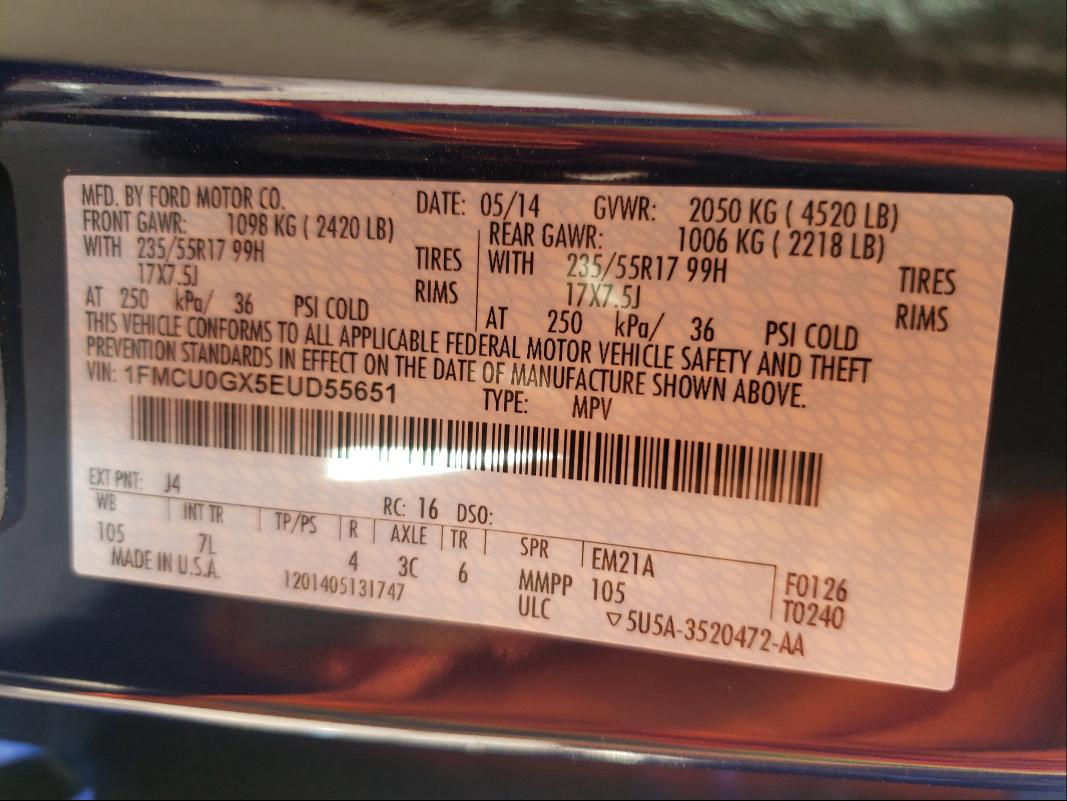 MFD. BY FORD MOTOR CO. DATE: 05/14 GVWR: 2050 KG ( 4520 LB)
FRONT GAWR: 1098 KG ( 2420 LB) REAR GAWR: 1006 KG ( 2218 LB)
WITH 235/55R17 99H TIRES WITH 235/55R17 99H TIRES
17X7.5J RIMS 17X7.5J RIMS
AT 250 kPa/ 36 PSI COLD AT 250 kPa/ 36 PSI COLD
THIS VEHICLE CONFORMS TO ALL APPLICABLE FEDERAL MOTOR VEHICLE SAFETY AND THEFT
PREVENTION STANDARDS IN EFFECT ON THE DATE OF MANUFACTURE SHOWN ABOVE.
VIN: 1FMCU0GX5EUD55651 TYPE: MPV
EXT PNT: J4 RC: 16 DSO:
WB INT TR TP/PS R AXLE TR SPR EM21A
105 7L 4 3C 6 MMPP 105 F0126
MADE IN U.S.A. 1201405131747 ULC ▽5U5A-3520472-AA T0240